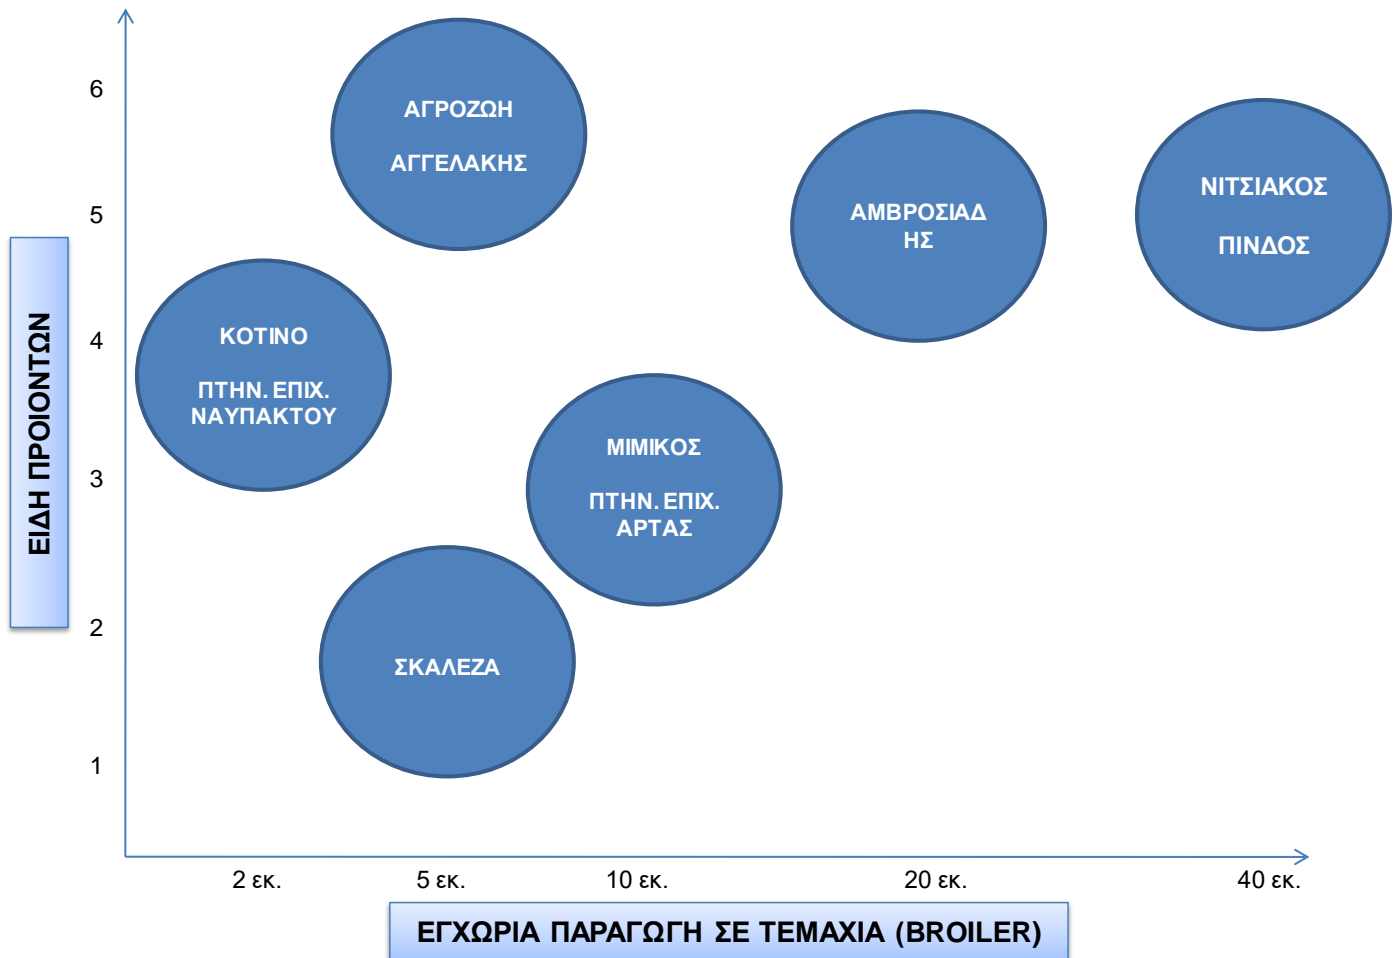 6
5
4
3
2
1
ΕΙΔΗ ΠΡΟΙΟΝΤΩΝ
ΑΓΡΟΖΩΗ
ΑΓΓΕΛΑΚΗΣ
ΑΜΒΡΟΣΙΑΔ
ΗΣ
ΝΙΤΣΙΑΚΟΣ
ΠΙΝΔΟΣ
ΚΟΤΙΝΟ
ΠΤΗΝ. ΕΠΙΧ.
ΝΑΥΠΑΚΤΟΥ
ΜΙΜΙΚΟΣ
ΠΤΗΝ. ΕΠΙΧ.
ΑΡΤΑΣ
ΣΚΑΛΕΖΑ
2 εκ.
5 εκ.
10 εκ.
20 εκ.
40 εκ.
ΕΓΧΩΡΙΑ ΠΑΡΑΓΩΓΗ ΣΕ ΤΕΜΑΧΙΑ (BROILER)